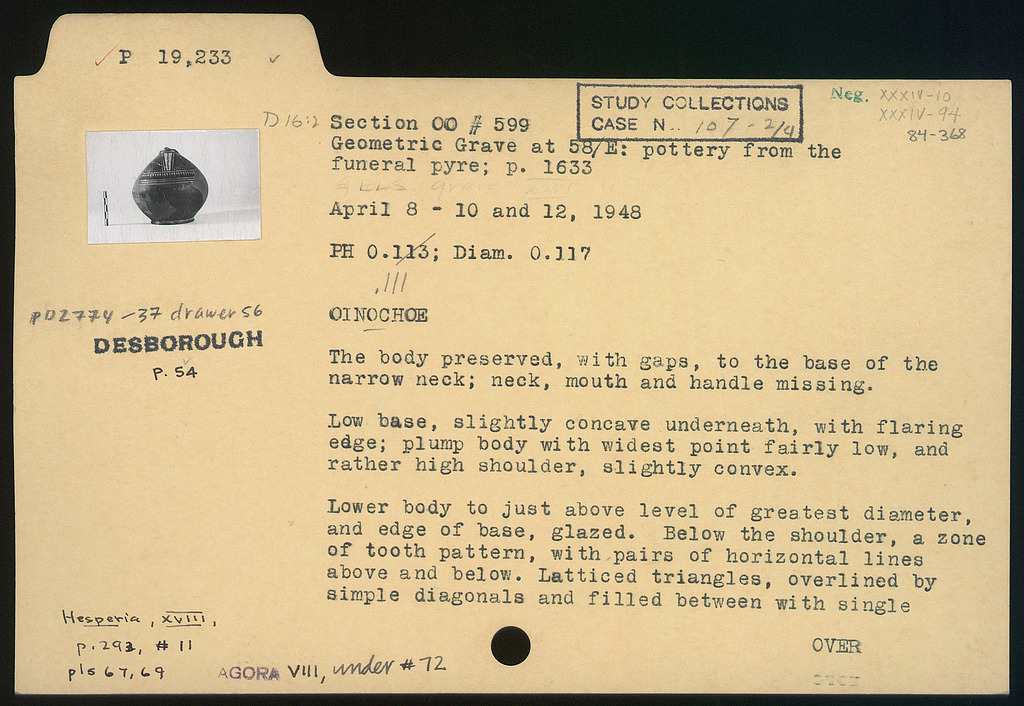 P 19,233
D16:2
Section OO # 599
Geometric Grave at 58/E: pottery from the
funeral pyre; p. 1633
April 8 - 10 and 12, 1948
PH 0.113; Diam. 0.117
.111
OINOCHOE
STUDY COLLECTIONS
CASE N.. 107-2/4
Neg. XXXIV-10
XXXIV-94
84-368
PD2774-37 drawer 56
DESBOROUGH
P. 54
The body preserved, with gaps, to the base of the
narrow neck; neck, mouth and handle missing.
Low base, slightly concave underneath, with flaring
edge; plump body with widest point fairly low, and
rather high shoulder, slightly convex.
Lower body to just above level of greatest diameter,
and edge of base, glazed. Below the shoulder, a zone
of tooth pattern, with pairs of horizontal lines
above and below. Latticed triangles, overlined by
simple diagonals and filled between with single
Hesperia, XVIII,
p. 292, # 11
pls 67, 69
AGORA VIII, under # 72
OVER